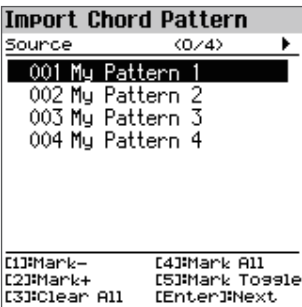 Import Chord Pattern
Source (0/4)
001 My Pattern 1
002 My Pattern 2
003 My Pattern 3
004 My Pattern 4
[1]:Mark- [4]:Mark All
[2]:Mark+ [5]:Mark Toggle
[3]:Clear All [Enter]:Next